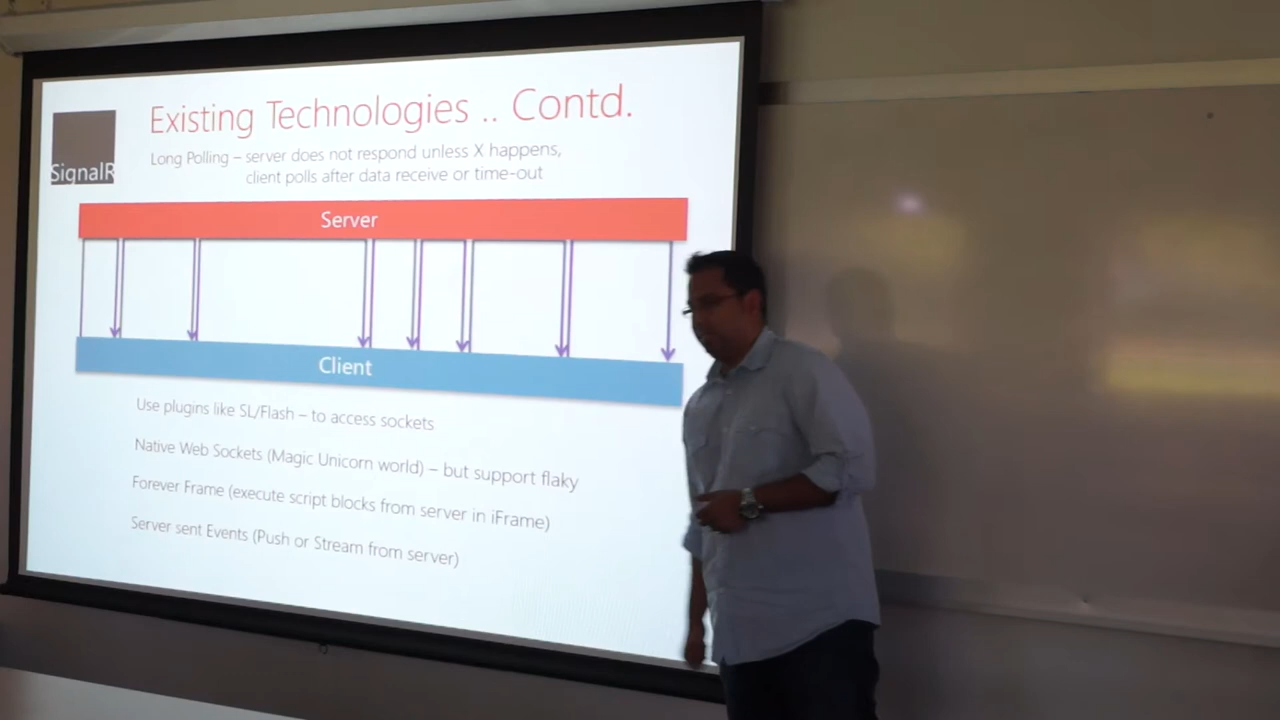 Existing Technologies .. Contd.
SignalR
Long Polling – server does not respond unless X happens,
client polls after data receive or time-out
Server
Client
Use plugins like SL/Flash – to access sockets
Native Web Sockets (Magic Unicorn world) – but support flaky
Forever Frame (execute script blocks from server in iFrame)
Server sent Events (Push or Stream from server)